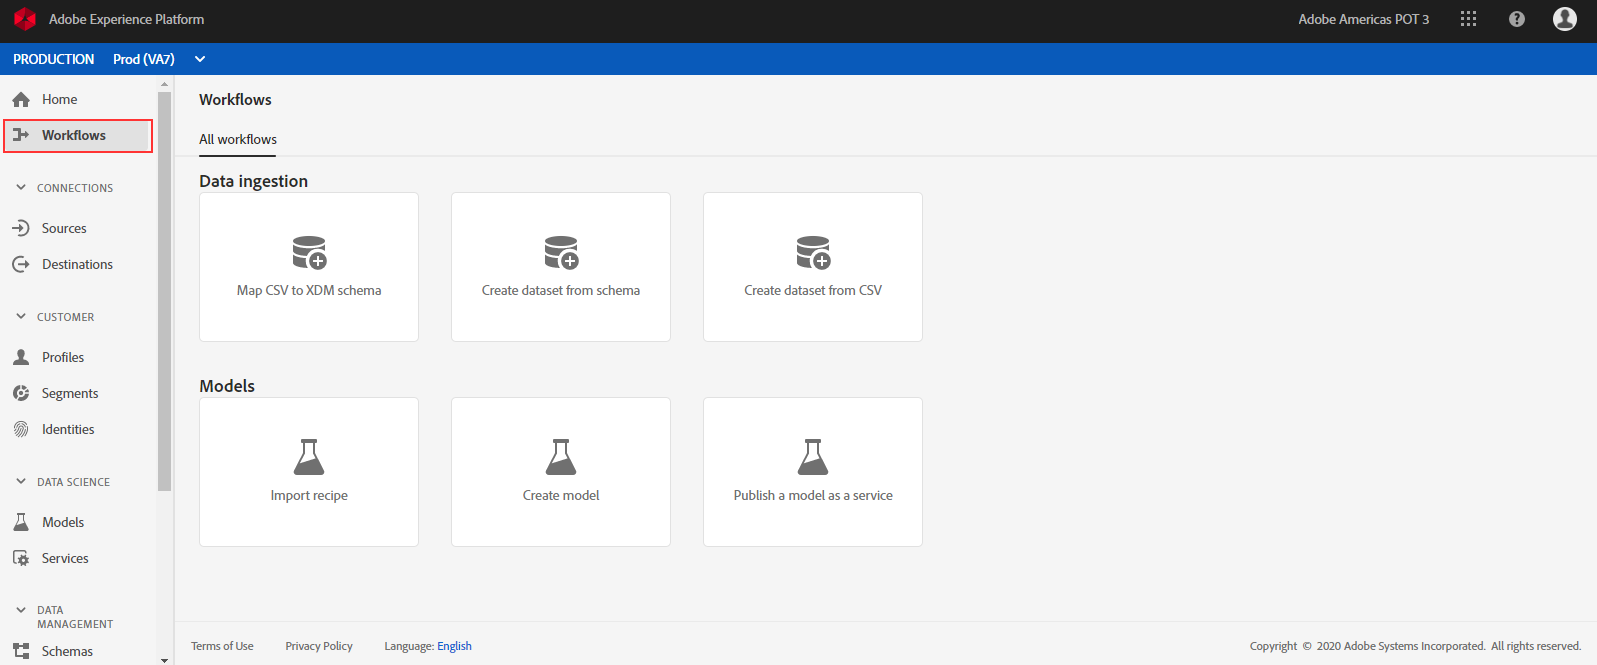 Adobe Experience Platform
Adobe Americas POT 3
PRODUCTION Prod (VA7)
Home
Workflows
CONNECTIONS
Sources
Destinations
CUSTOMER
Profiles
Segments
Identities
DATA SCIENCE
Models
Services
DATA
MANAGEMENT
Schemas
Workflows
All workflows
Data ingestion
Map CSV to XDM schema
Create dataset from schema
Create dataset from CSV
Models
Import recipe
Create model
Publish a model as a service
Terms of Use
Privacy Policy
Language: English
Copyright © 2020 Adobe Systems Incorporated. All rights reserved.